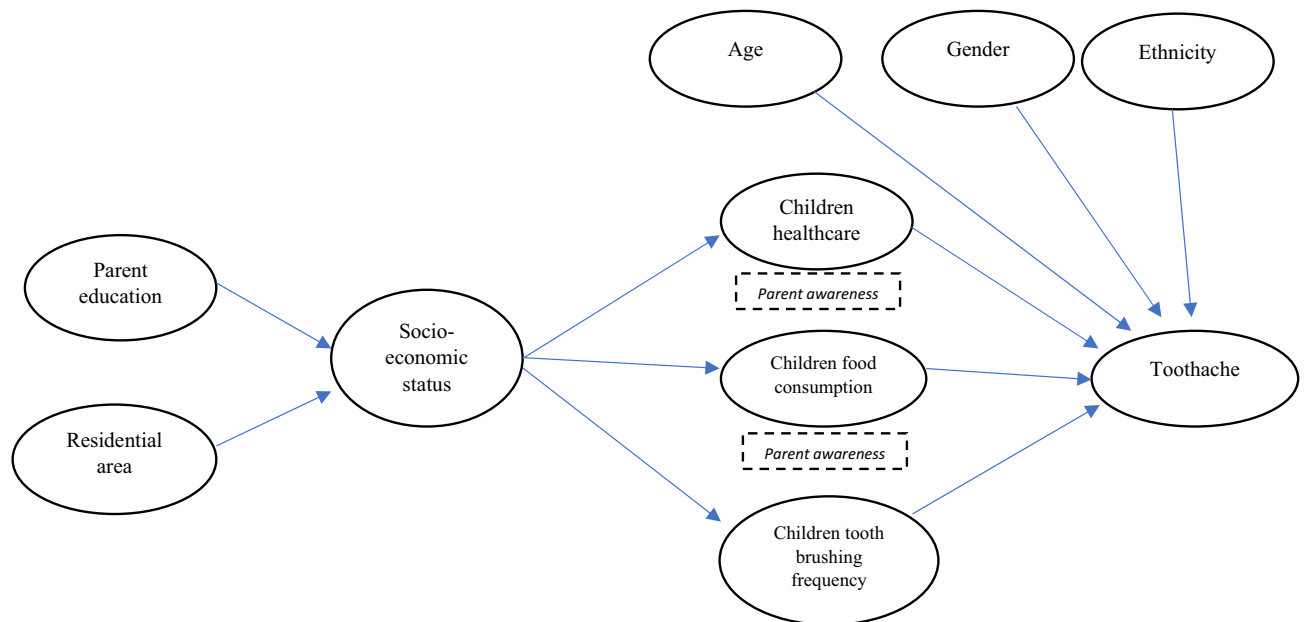 Age
Gender
Ethnicity
Children
healthcare
Parent awareness
Parent
education
Socio-
economic
status
Children food
consumption
Toothache
Parent awareness
Residential
area
Children tooth
brushing
frequency